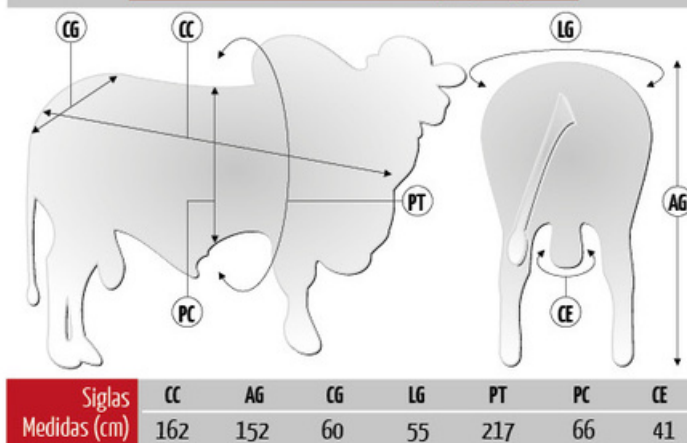 CG CC LG
PT AG
PC CE
Siglas CC AG CG LG PT PC CE
Medidas (cm) 162 152 60 55 217 66 41